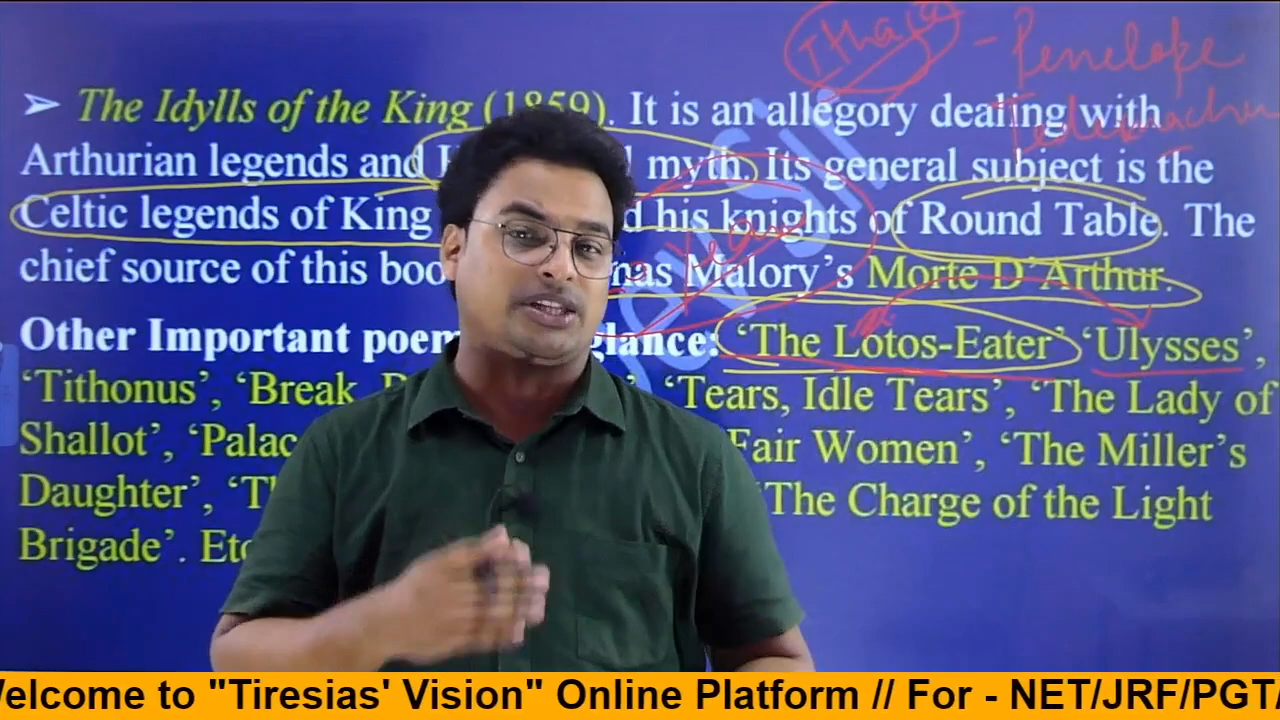 Ithaca - Penelope
Telemachu
➢ The Idylls of the King (1859). It is an allegory dealing with
Arthurian legends and myth. Its general subject is the
Celtic legends of King his knights of Round Table. The
chief source of this boo Malory's Morte D'Arthur.
Other Important poem glance: 'The Lotos-Eater' 'Ulysses',
'Tithonus', 'Break, 'Tears, Idle Tears', 'The Lady of
Shallot', 'Palac Fair Women', 'The Miller's
Daughter', 'The Charge of the Light
Brigade'. Etc
Welcome to "Tiresias' Vision" Online Platform // For - NET/JRF/PGT/